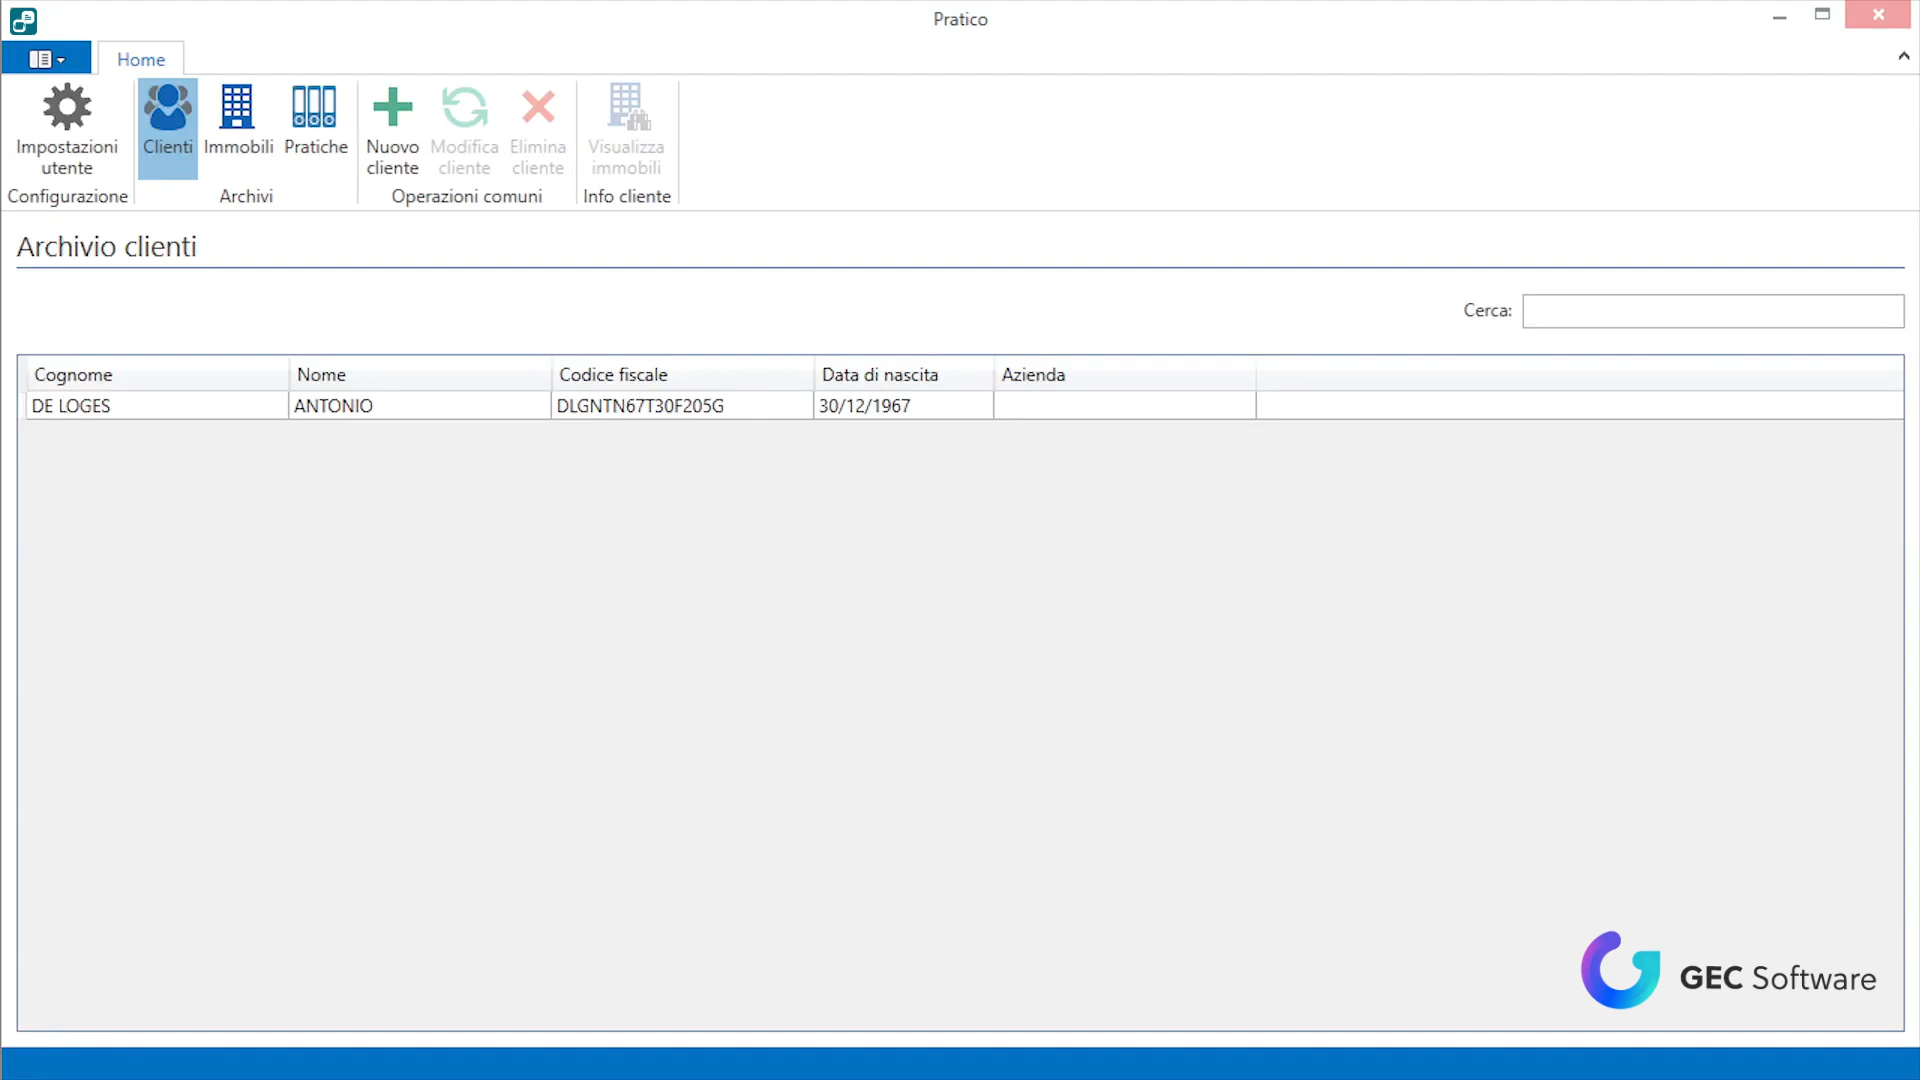 Pratico
Home
Impostazioni utente
Clienti
Immobili
Pratiche
Nuovo cliente
Modifica cliente
Elimina cliente
Visualizza immobili
Configurazione
Archivi
Operazioni comuni
Info cliente
Archivio clienti
Cerca:
Cognome Nome Codice fiscale Data di nascita Azienda
DE LOGES ANTONIO DLGNTN67T30F205G 30/12/1967
GEC Software